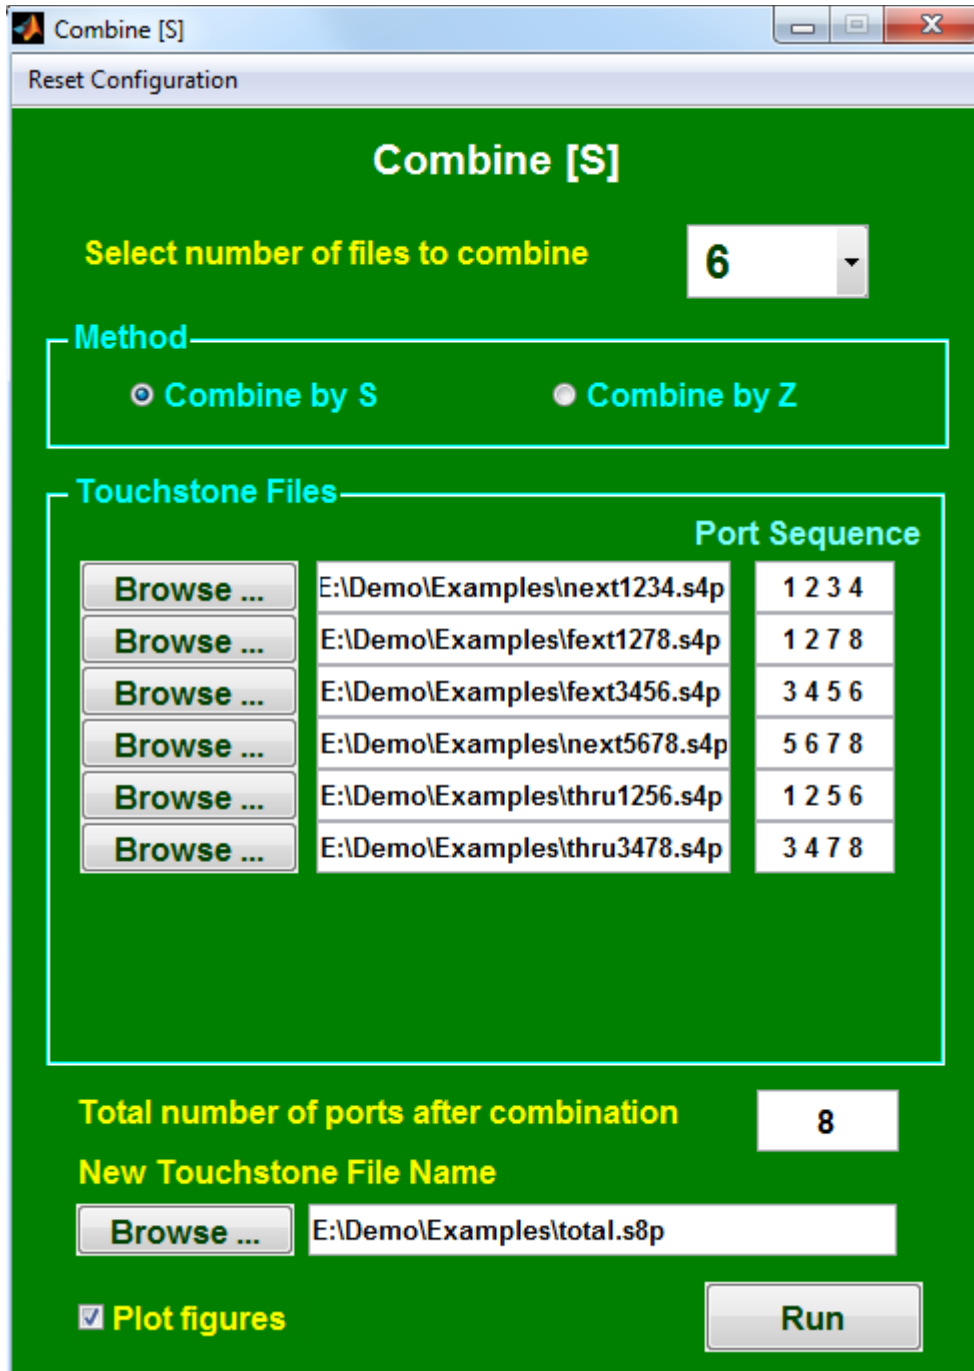 Combine [S]
Reset Configuration
Combine [S]
Select number of files to combine 6
Method
Combine by S Combine by Z
Touchstone Files
Port Sequence
Browse ... E:\Demo\Examples\next1234.s4p 1 2 3 4
Browse ... E:\Demo\Examples\fext1278.s4p 1 2 7 8
Browse ... E:\Demo\Examples\fext3456.s4p 3 4 5 6
Browse ... E:\Demo\Examples\next5678.s4p 5 6 7 8
Browse ... E:\Demo\Examples\thru1256.s4p 1 2 5 6
Browse ... E:\Demo\Examples\thru3478.s4p 3 4 7 8
Total number of ports after combination 8
New Touchstone File Name
Browse ... E:\Demo\Examples\total.s8p
Plot figures Run